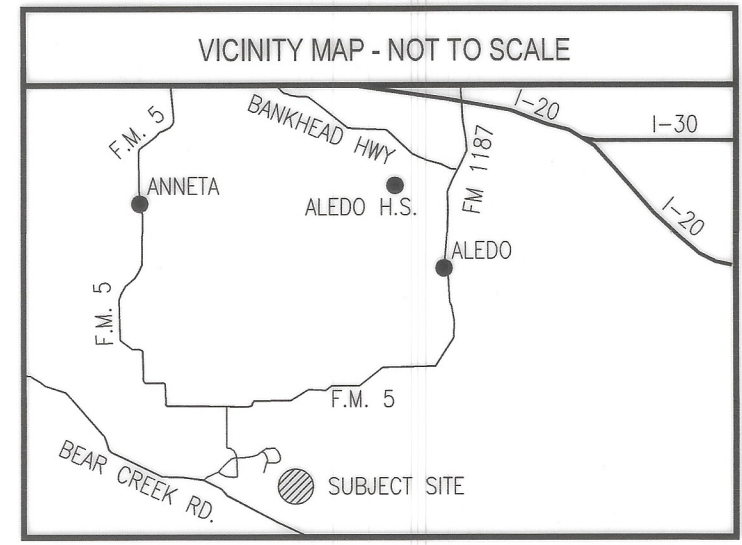 VICINITY MAP - NOT TO SCALE
F.M. 5
BANKHEAD HWY
I-20
I-30
FM 1187
ANNETA
ALEDO H.S.
I-20
ALEDO
F.M. 5
F.M. 5
BEAR CREEK RD.
SUBJECT SITE